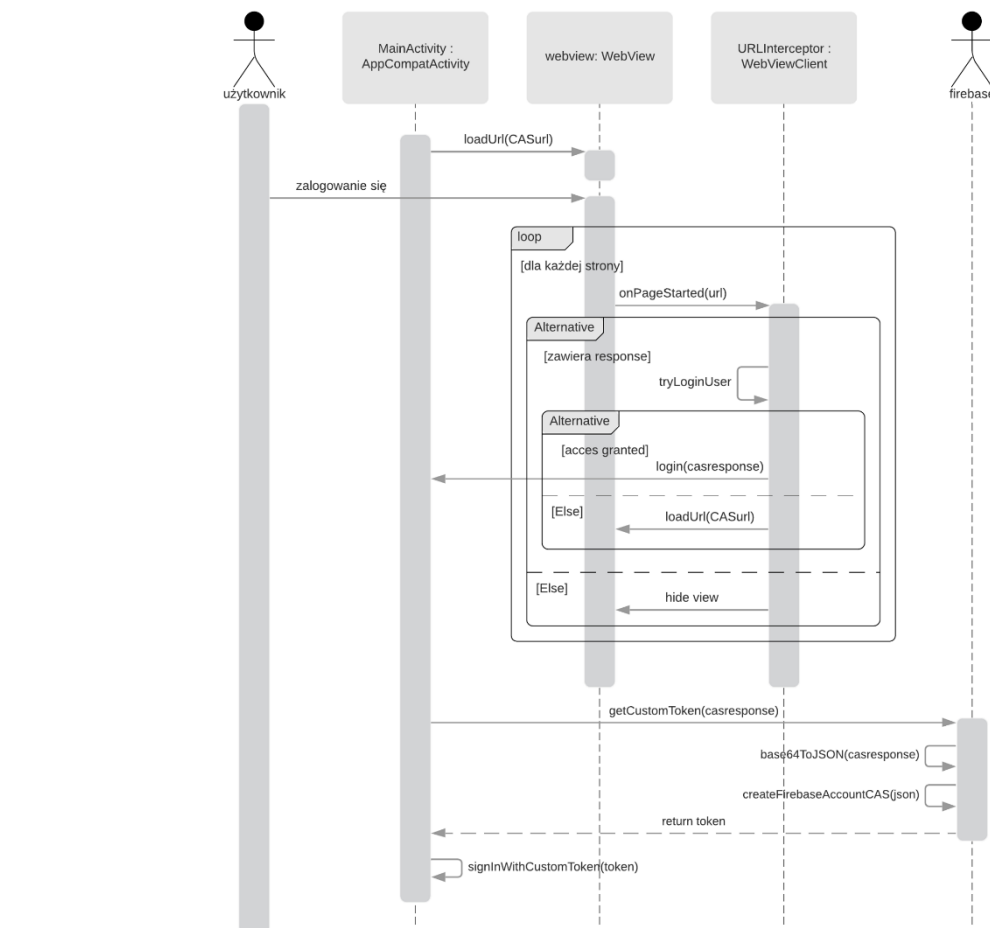 użytkownik
MainActivity :
AppCompatActivity
webview: WebView
URLInterceptor :
WebViewClient
firebase
loadUrl(CASurl)
zalogowanie się
loop
[dla każdej strony]
onPageStarted(url)
Alternative
[zawiera response]
tryLoginUser
Alternative
[acces granted]
login(casresponse)
[Else]
loadUrl(CASurl)
[Else]
hide view
getCustomToken(casresponse)
base64ToJSON(casresponse)
createFirebaseAccountCAS(json)
return token
signInWithCustomToken(token)